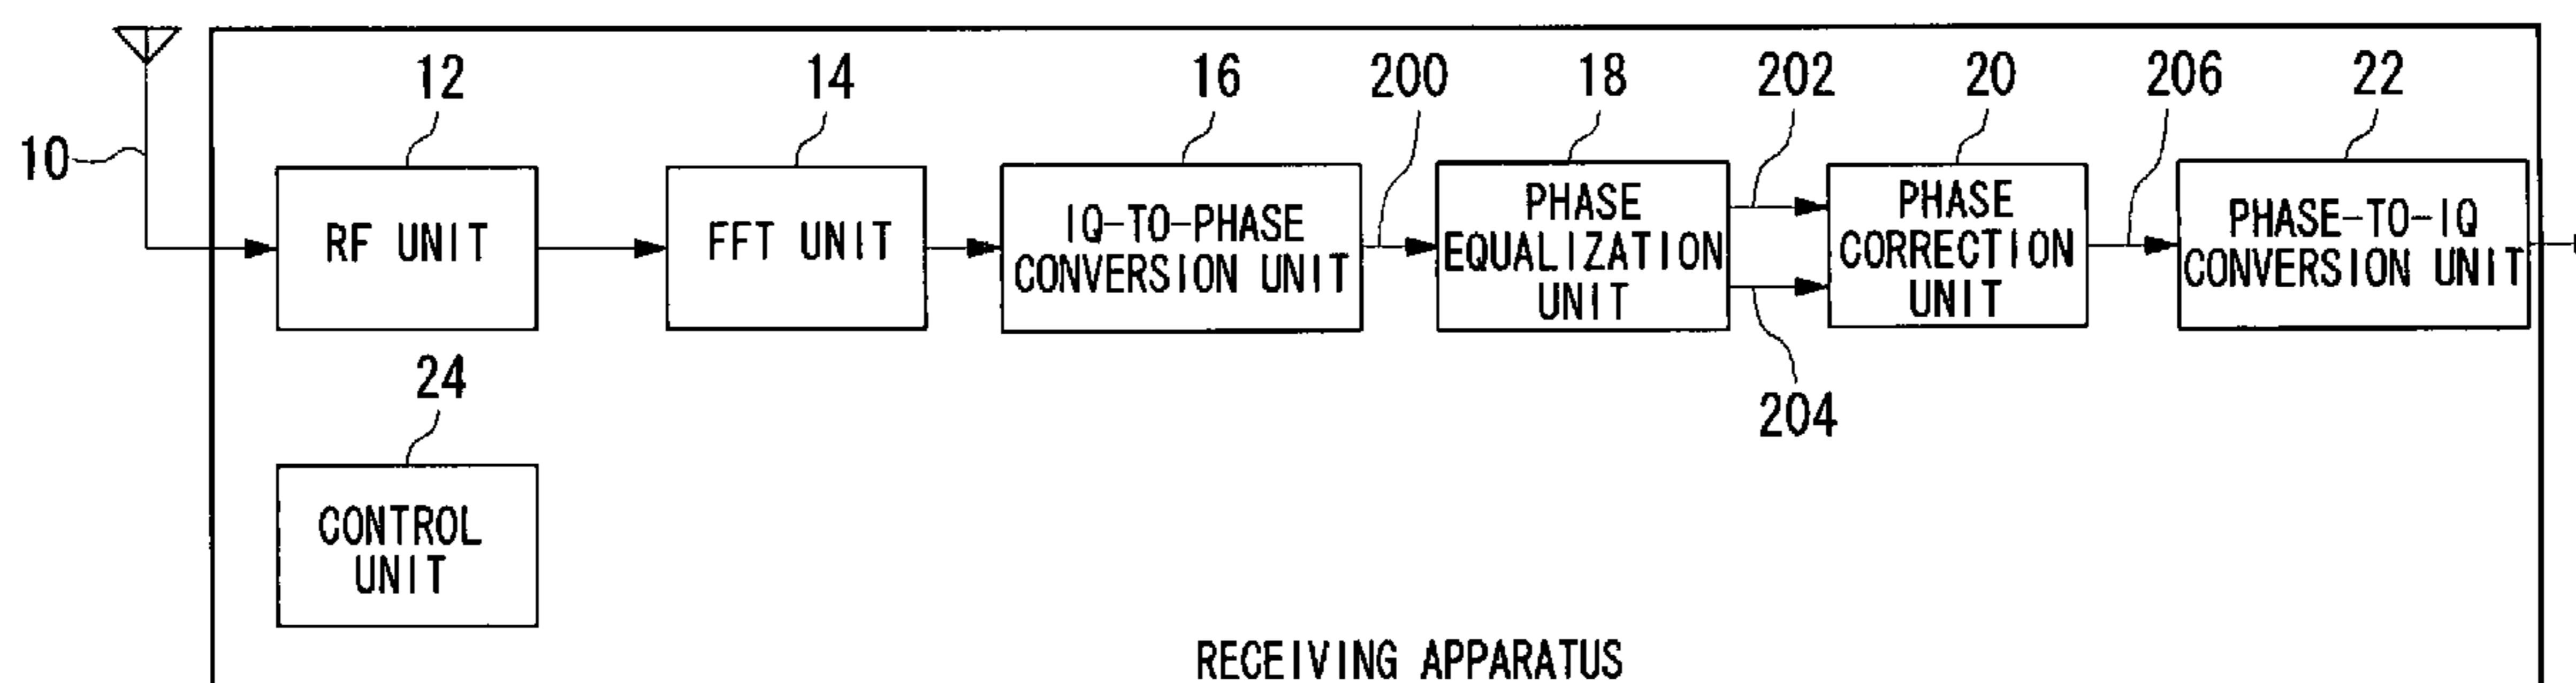 12
14
16
200
18
202
20
206
22
10
RF UNIT
FFT UNIT
IQ-TO-PHASE
CONVERSION UNIT
PHASE
EQUALIZATION
UNIT
PHASE
CORRECTION
UNIT
PHASE-TO-IQ
CONVERSION UNIT
204
24
CONTROL
UNIT
RECEIVING APPARATUS